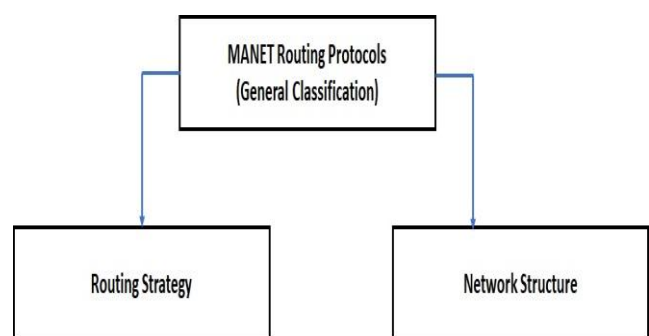 MANET Routing Protocols
(General Classification)
Routing Strategy
Network Structure